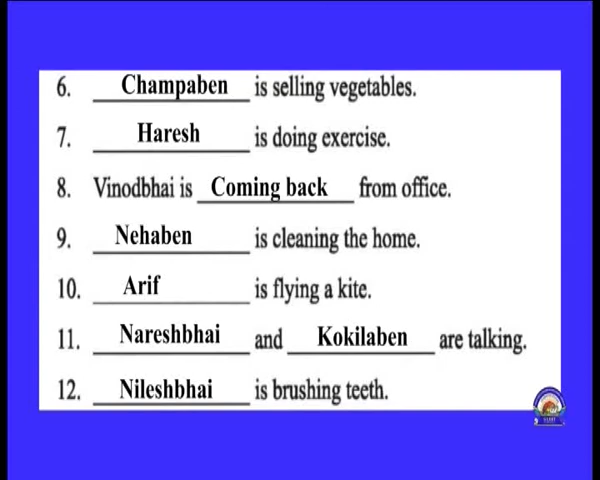 6. Champaben is selling vegetables.
7. Haresh is doing exercise.
8. Vinodbhai is Coming back from office.
9. Nehaben is cleaning the home.
10. Arif is flying a kite.
11. Nareshbhai and Kokilaben are talking.
12. Nileshbhai is brushing teeth.